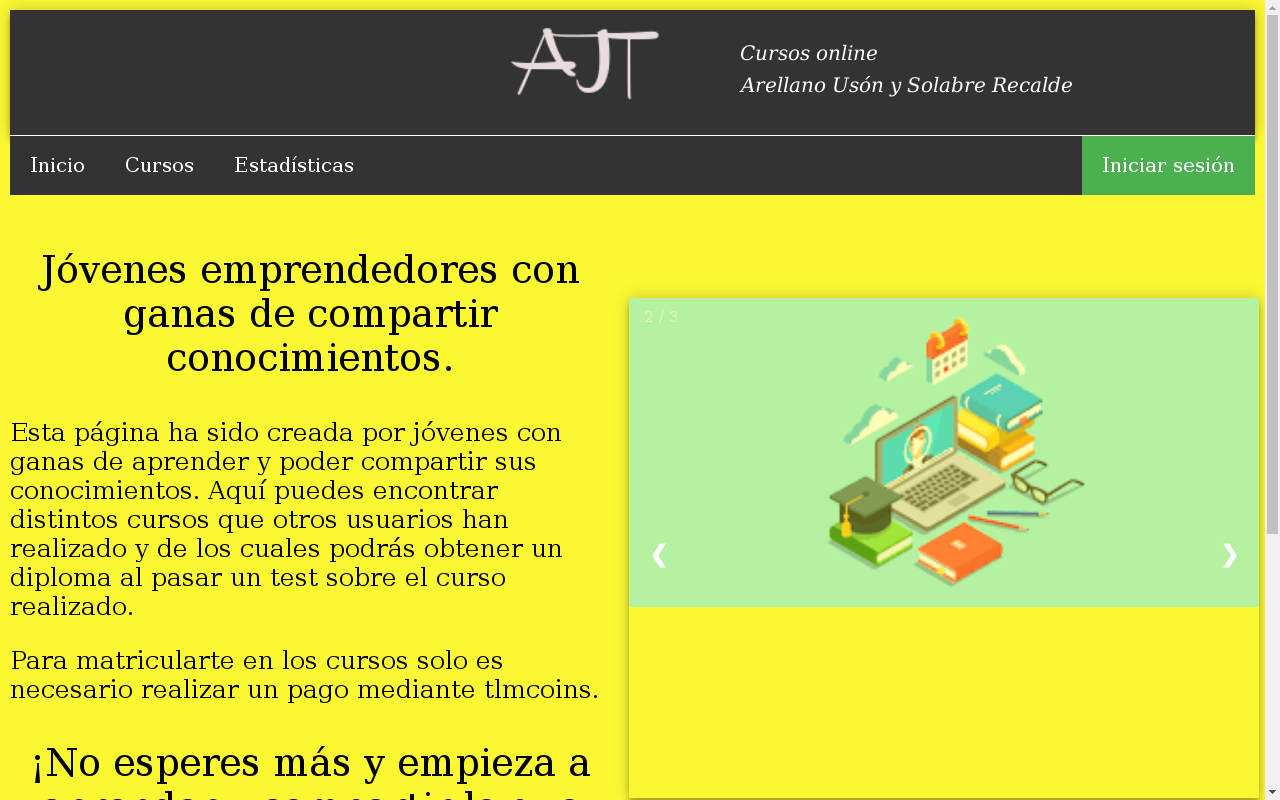 AJT
Cursos online
Arellano Usón y Solabre Recalde
Inicio Cursos Estadísticas Iniciar sesión
Jóvenes emprendedores con
ganas de compartir
conocimientos.
Esta página ha sido creada por jóvenes con
ganas de aprender y poder compartir sus
conocimientos. Aquí puedes encontrar
distintos cursos que otros usuarios han
realizado y de los cuales podrás obtener un
diploma al pasar un test sobre el curso
realizado.
Para matricularte en los cursos solo es
necesario realizar un pago mediante tlmcoins.
¡No esperes más y empieza a
2 / 3
❮ ❯